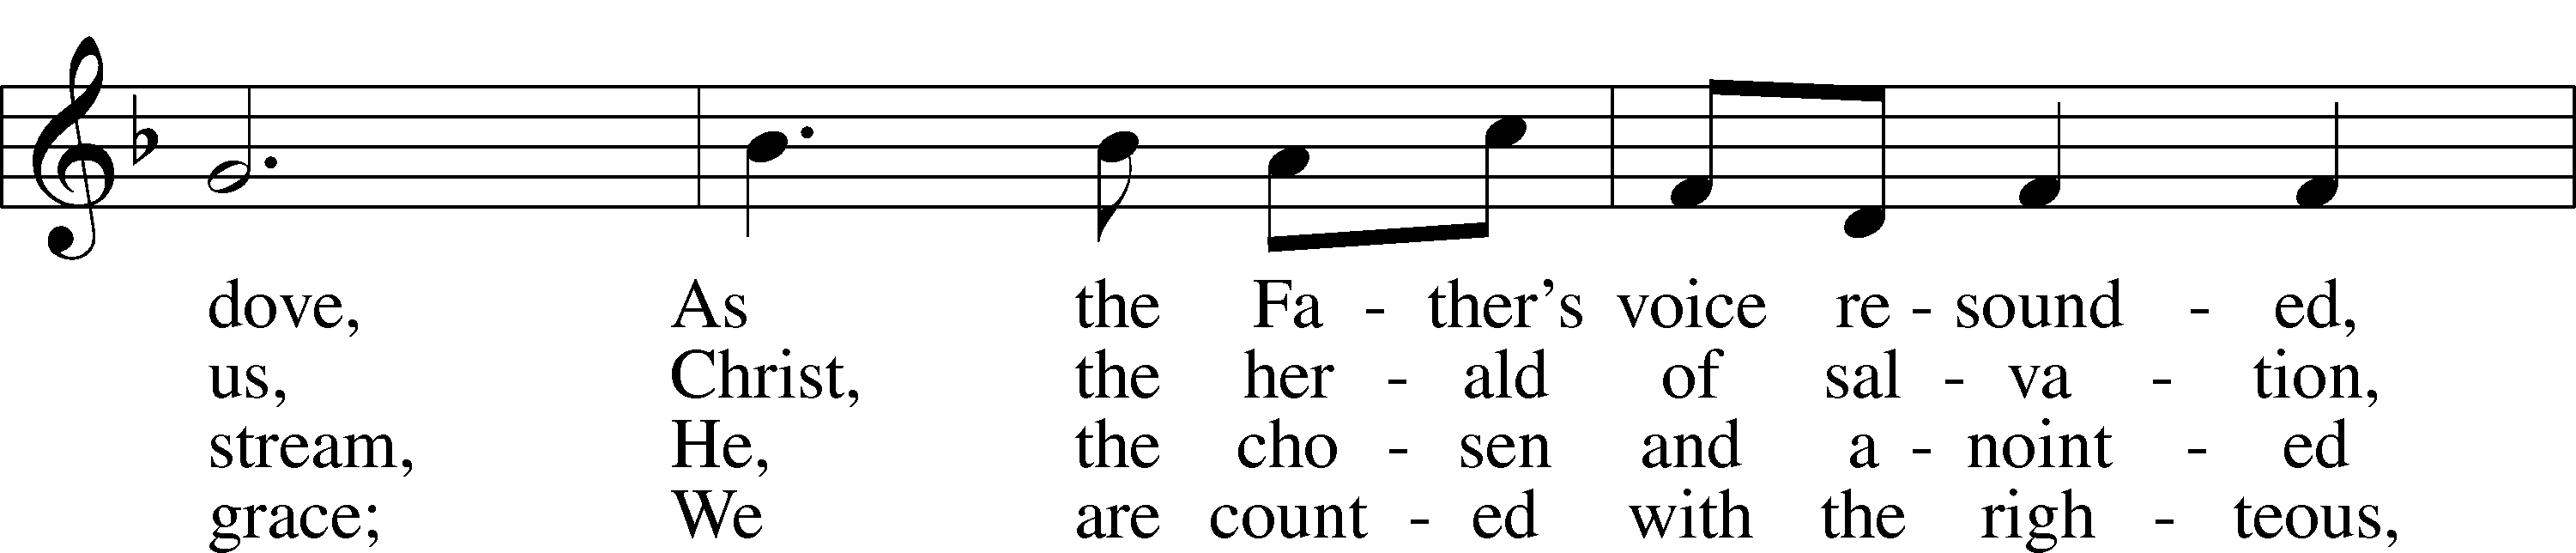 dove, As the Fa - ther’s voice re - sound - ed,
us, Christ, the her - ald of sal - va - tion,
stream, He, the cho - sen and a - noint - ed
grace; We are count - ed with the righ - teous,